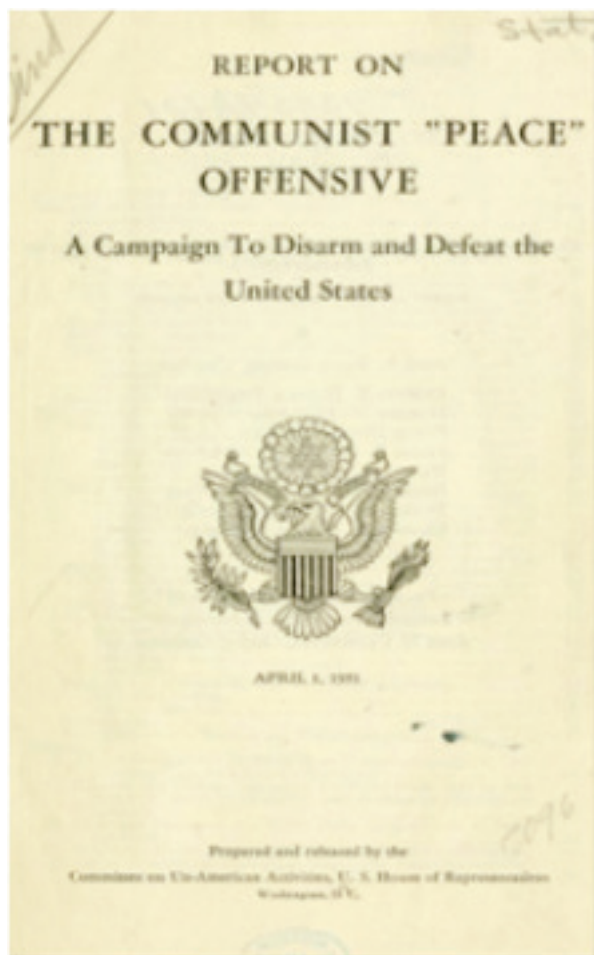 Stat
REPORT ON
THE COMMUNIST "PEACE"
OFFENSIVE
A Campaign To Disarm and Defeat the
United States
APRIL 1, 1951
Prepared and released by the
Committee on Un-American Activities, U. S. House of Representatives
Washington, D. C.